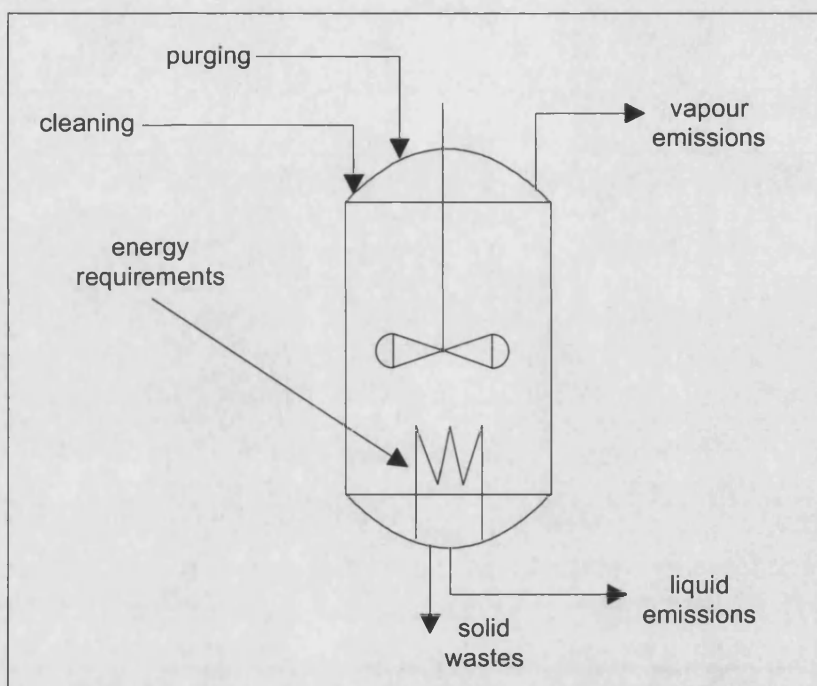 purging
cleaning
vapour
emissions
energy
requirements
liquid
emissions
solid
wastes